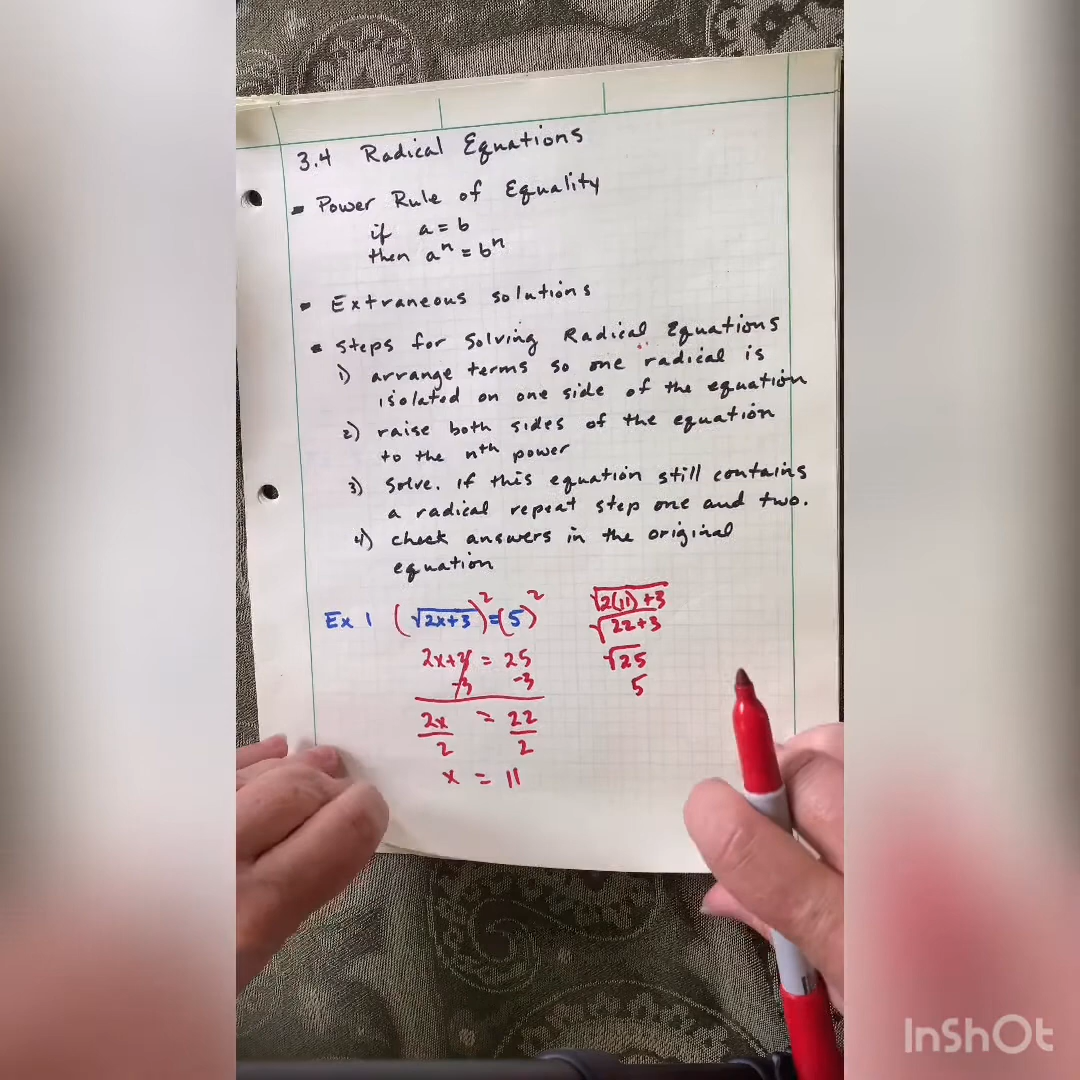 3.4 Radical Equations
- Power Rule of Equality
if a = b
then aⁿ = bⁿ
- Extraneous solutions
- Steps for Solving Radical Equations
1) arrange terms so one radical is
isolated on one side of the equation
2) raise both sides of the equation
to the nᵗʰ power
3) Solve. if this equation still contains
a radical repeat step one and two.
4) check answers in the original
equation
Ex 1 (√2x+3)² = (5)²
2x+3 = 25
-3 -3
2x = 22
2 2
x = 11
√2(11)+3
√22+3
√25
5
InShOt